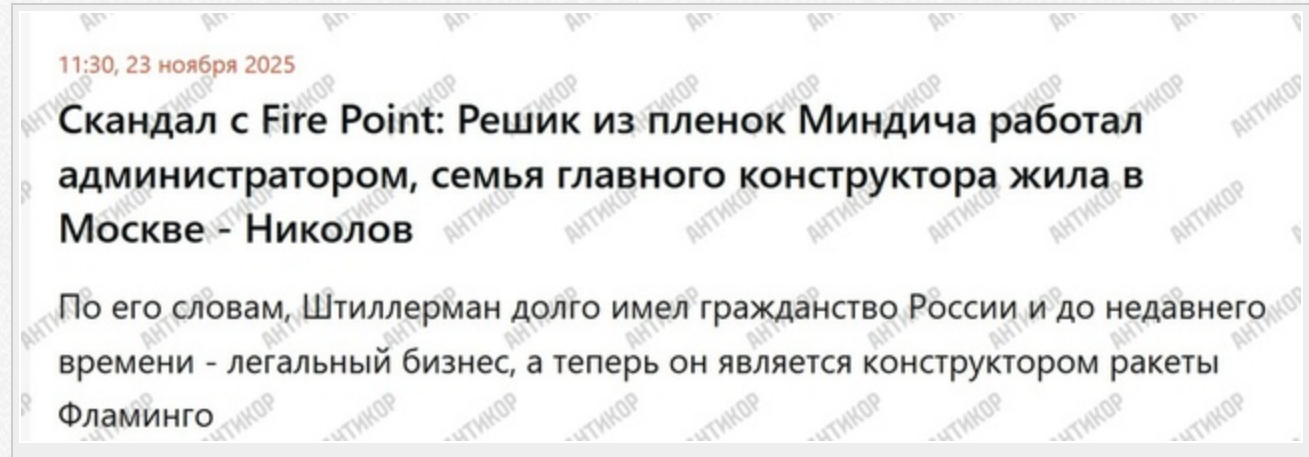 11:30, 23 ноября 2025
Скандал с Fire Point: Решик из пленок Миндича работал
администратором, семья главного конструктора жила в
Москве - Николов
По его словам, Штиллерман долго имел гражданство России и до недавнего
времени - легальный бизнес, а теперь он является конструктором ракеты
Фламинго
АНТИКОР